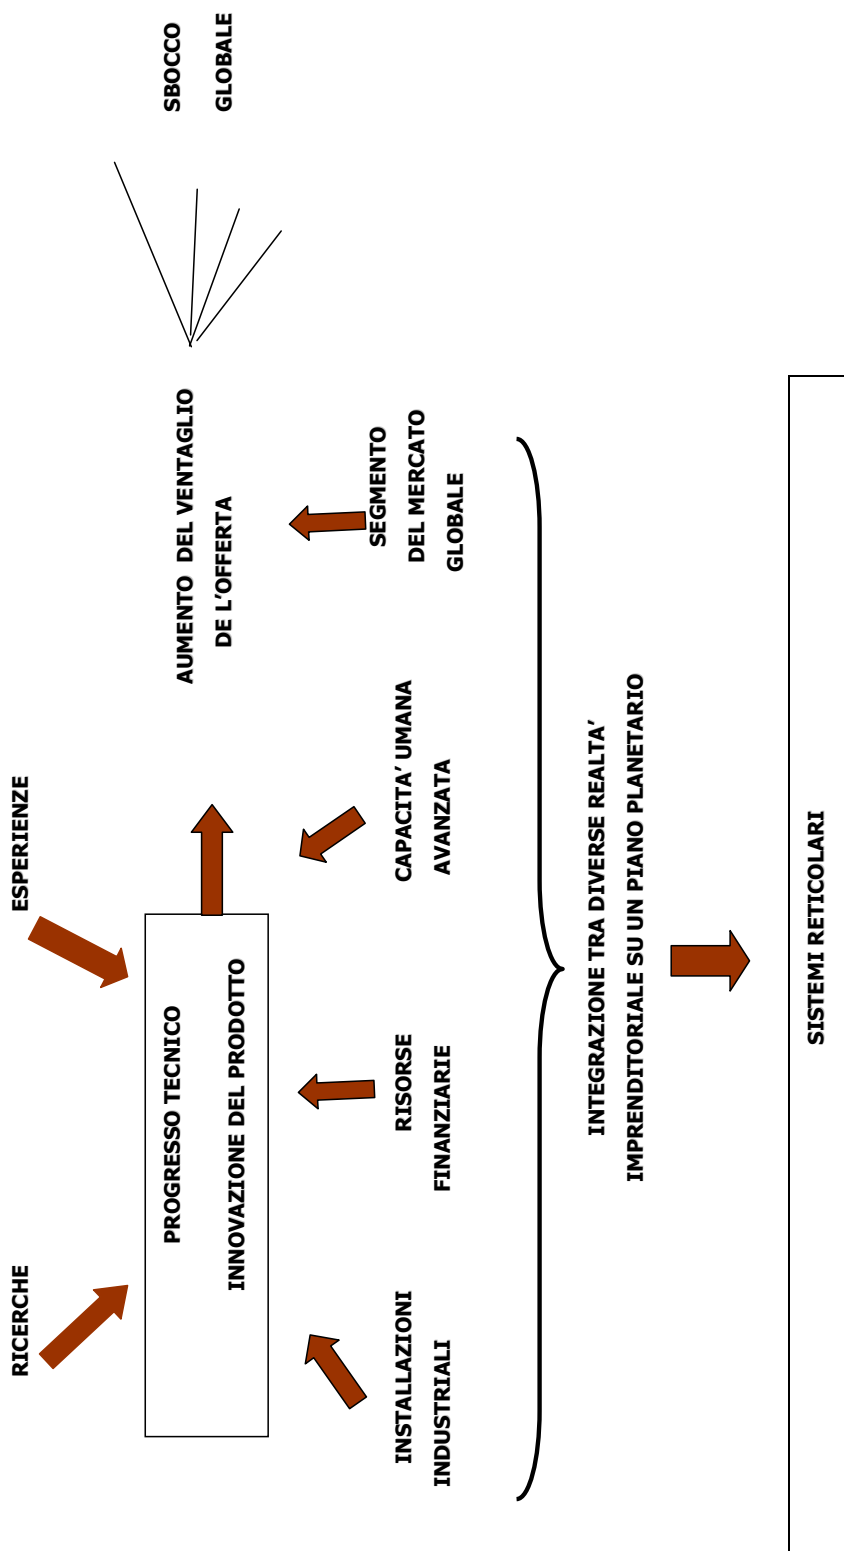 RICERCHE
ESPERIENZE
PROGRESSO TECNICO
INNOVAZIONE DEL PRODOTTO
AUMENTO DEL VENTAGLIO
DE L'OFFERTA
SBOCCO
GLOBALE
INSTALLAZIONI
INDUSTRIALI
RISORSE
FINANZIARIE
CAPACITA' UMANA
AVANZATA
SEGMENTO
DEL MERCATO
GLOBALE
INTEGRAZIONE TRA DIVERSE REALTA'
IMPRENDITORIALE SU UN PIANO PLANETARIO
SISTEMI RETICOLARI